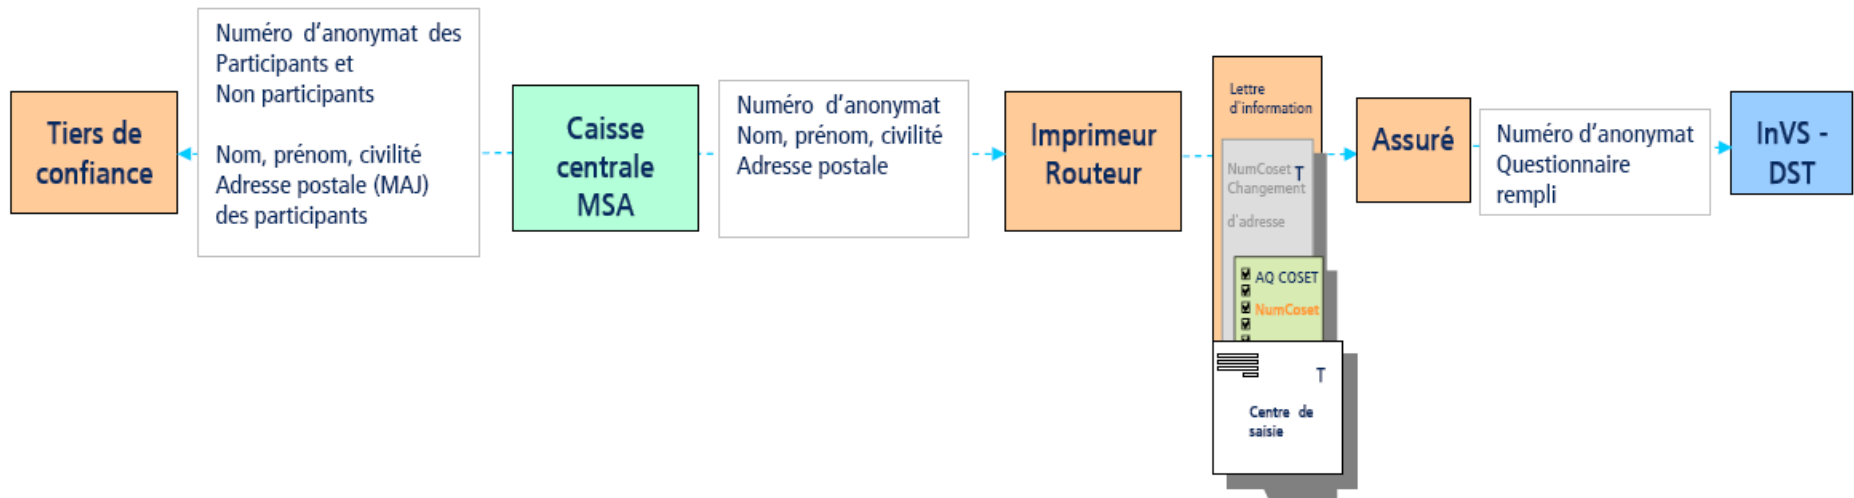 Tiers de
confiance
Numéro d'anonymat des
Participants et
Non participants
Nom, prénom, civilité
Adresse postale (MAJ)
des participants
Caisse
centrale
MSA
Numéro d'anonymat
Nom, prénom, civilité
Adresse postale
Imprimeur
Routeur
Lettre
d'information
NumCoset T
Changement
d'adresse
AQ COSET
NumCoset
T
Centre de
saisie
Assuré
Numéro d'anonymat
Questionnaire
rempli
InVS -
DST